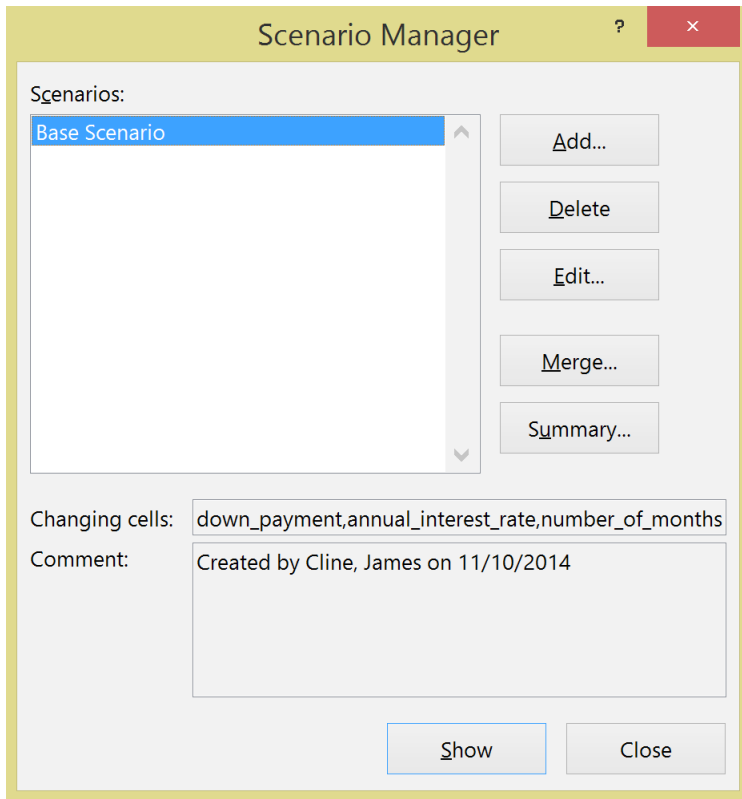 Scenario Manager
?
Scenarios:
Base Scenario
Add...
Delete
Edit...
Merge...
Summary...
Changing cells:
down_payment,annual_interest_rate,number_of_months
Comment:
Created by Cline, James on 11/10/2014
Show
Close